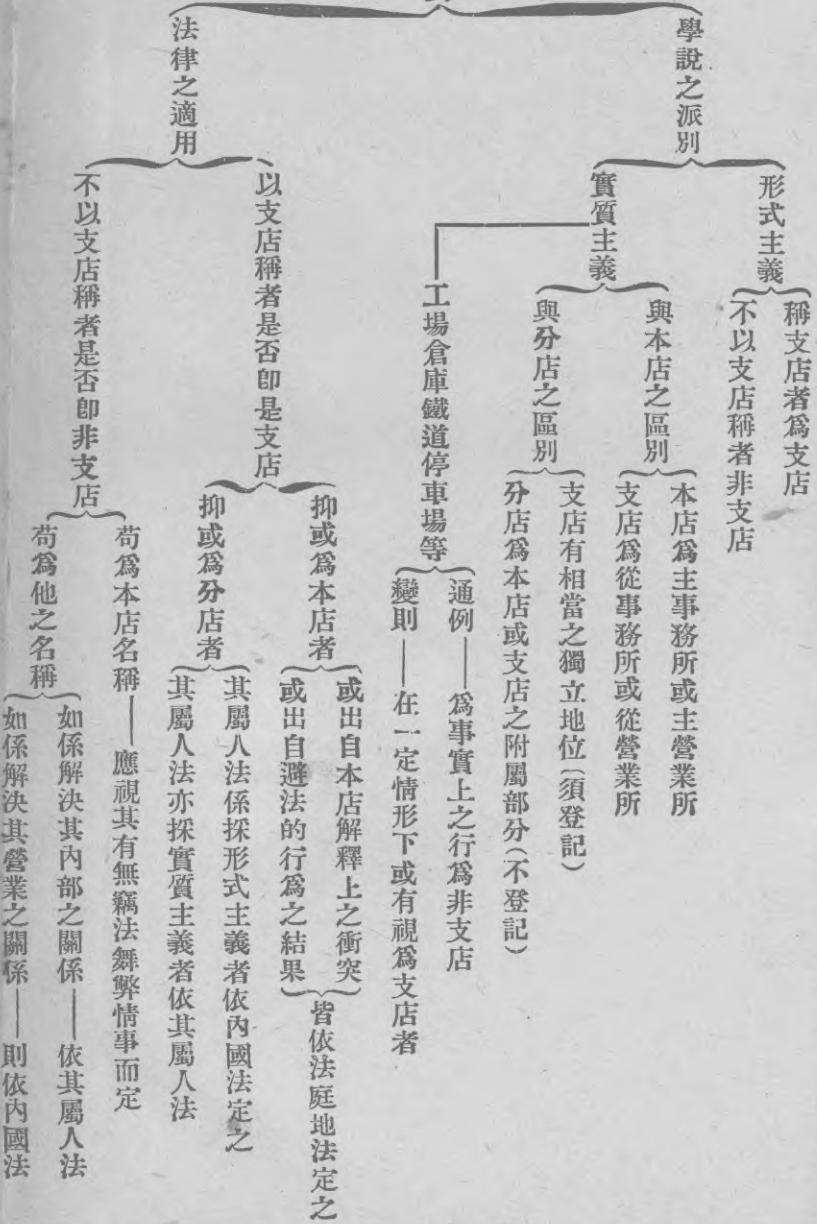 學說之派別
形式主義
稱支店者爲支店
不以支店稱者非支店
實質主義
與本店之區別
本店爲主事務所或主營業所
支店爲從事務所或從營業所
與分店之區別
支店有相當之獨立地位(須登記)
分店爲本店或支店之附屬部分(不登記)
工場倉庫鐵道停車場等
通例——爲事實上之行爲非支店
變則——在一定情形下或有視爲支店者
法律之適用
以支店稱者是否卽是支店
抑或爲本店者
或出自本店解釋上之衝突
或出自避法的行爲之結果
皆依法庭地法定之
抑或爲分店者
其屬人法係採形式主義者依內國法定之
其屬人法亦採實質主義者依其屬人法
不以支店稱者是否卽非支店
苟爲本店名稱——應視其有無竊法舞弊情事而定
苟爲他之名稱
如係解決其內部之關係——依其屬人法
如係解決其營業之關係——則依內國法